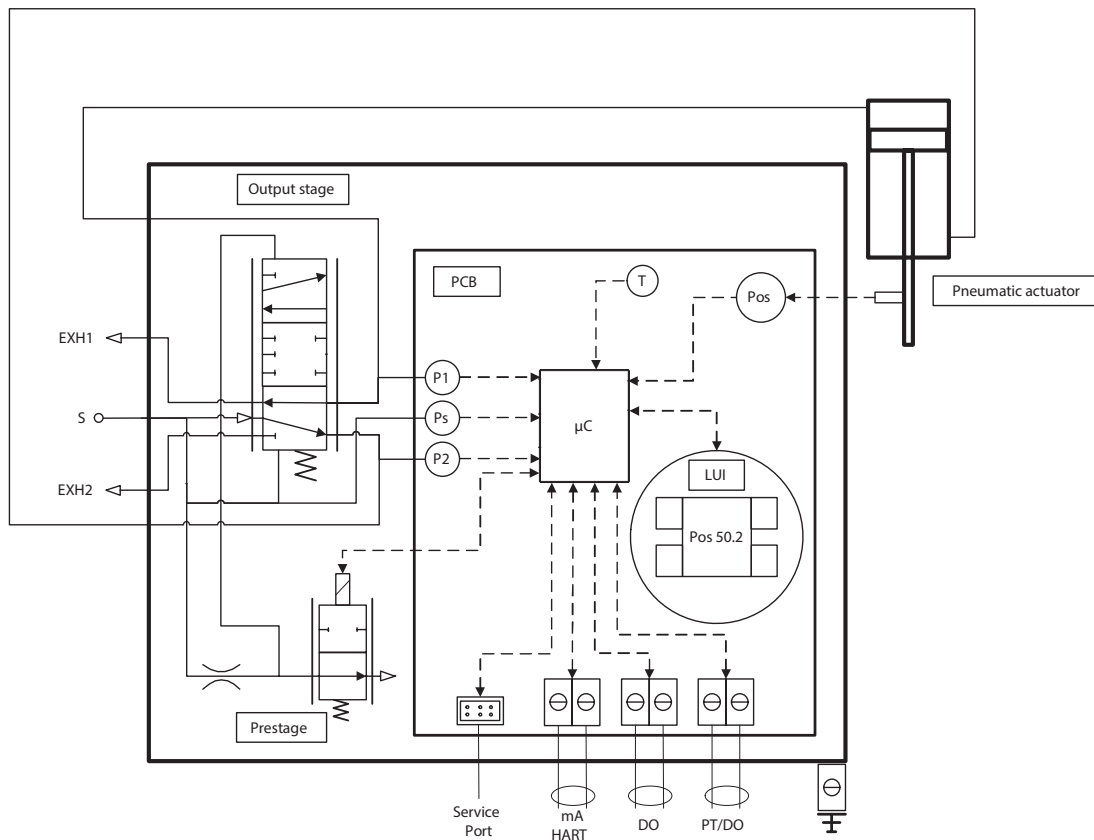 Output stage
PCB
T
Pos
Pneumatic actuator
EXH1
P1
S
Ps
µC
P2
LUI
EXH2
Pos 50.2
Prestage
Service
Port
mA
HART
DO
PT/DO